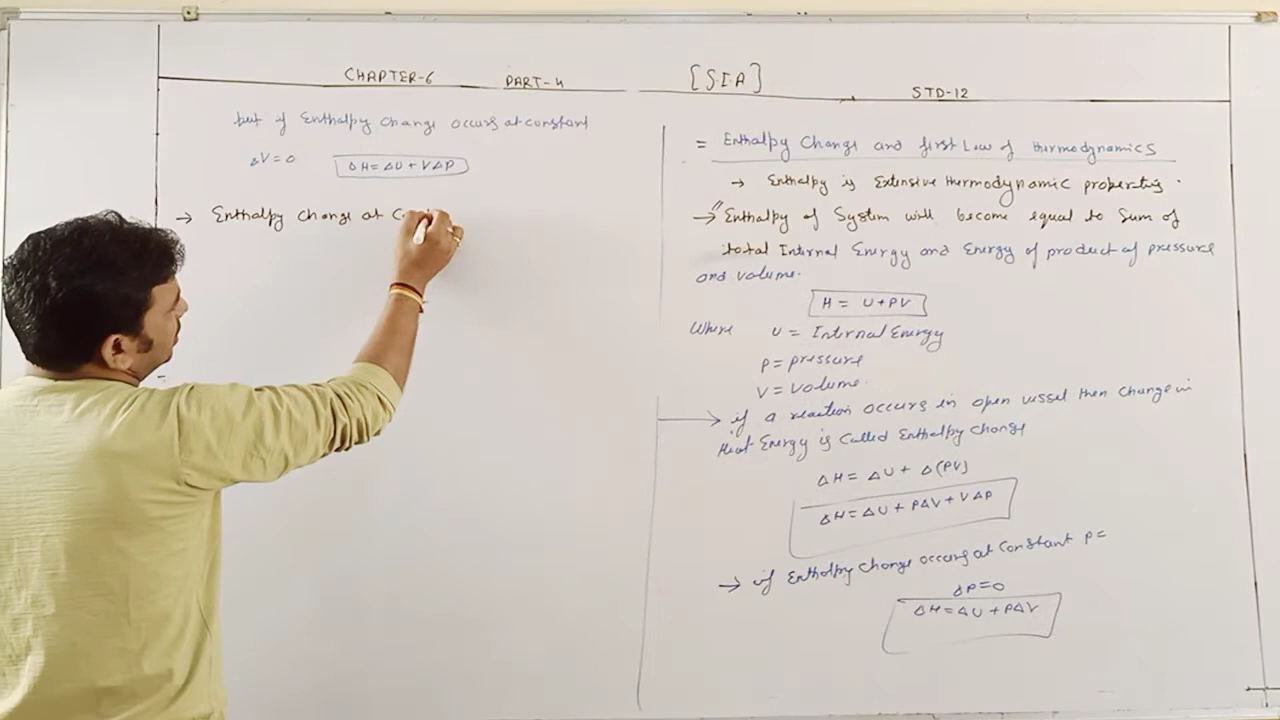 CHAPTER-6 PART-4 [S.I.A] STD-12
but if Enthalpy change occurs at constant
ΔV=0 ΔH=ΔU+VΔP
→ Enthalpy change at Co
= Enthalpy Change and first Law of thermodynamics
→ Enthalpy is Extensive thermodynamic properties.
→ "Enthalpy of System will become equal to Sum of
total Internal Energy and Energy of product of pressure
and volume.
H = U+PV
Where U = Internal Energy
P = pressure
V = Volume.
→ if a reaction occurs in open vessel then change in
Heat Energy is Called Enthalpy change
ΔH = ΔU + Δ(PV)
ΔH = ΔU + PΔV + VΔP
→ if Enthalpy change occurs at Constant P=
ΔP=0
ΔH=ΔU+PΔV